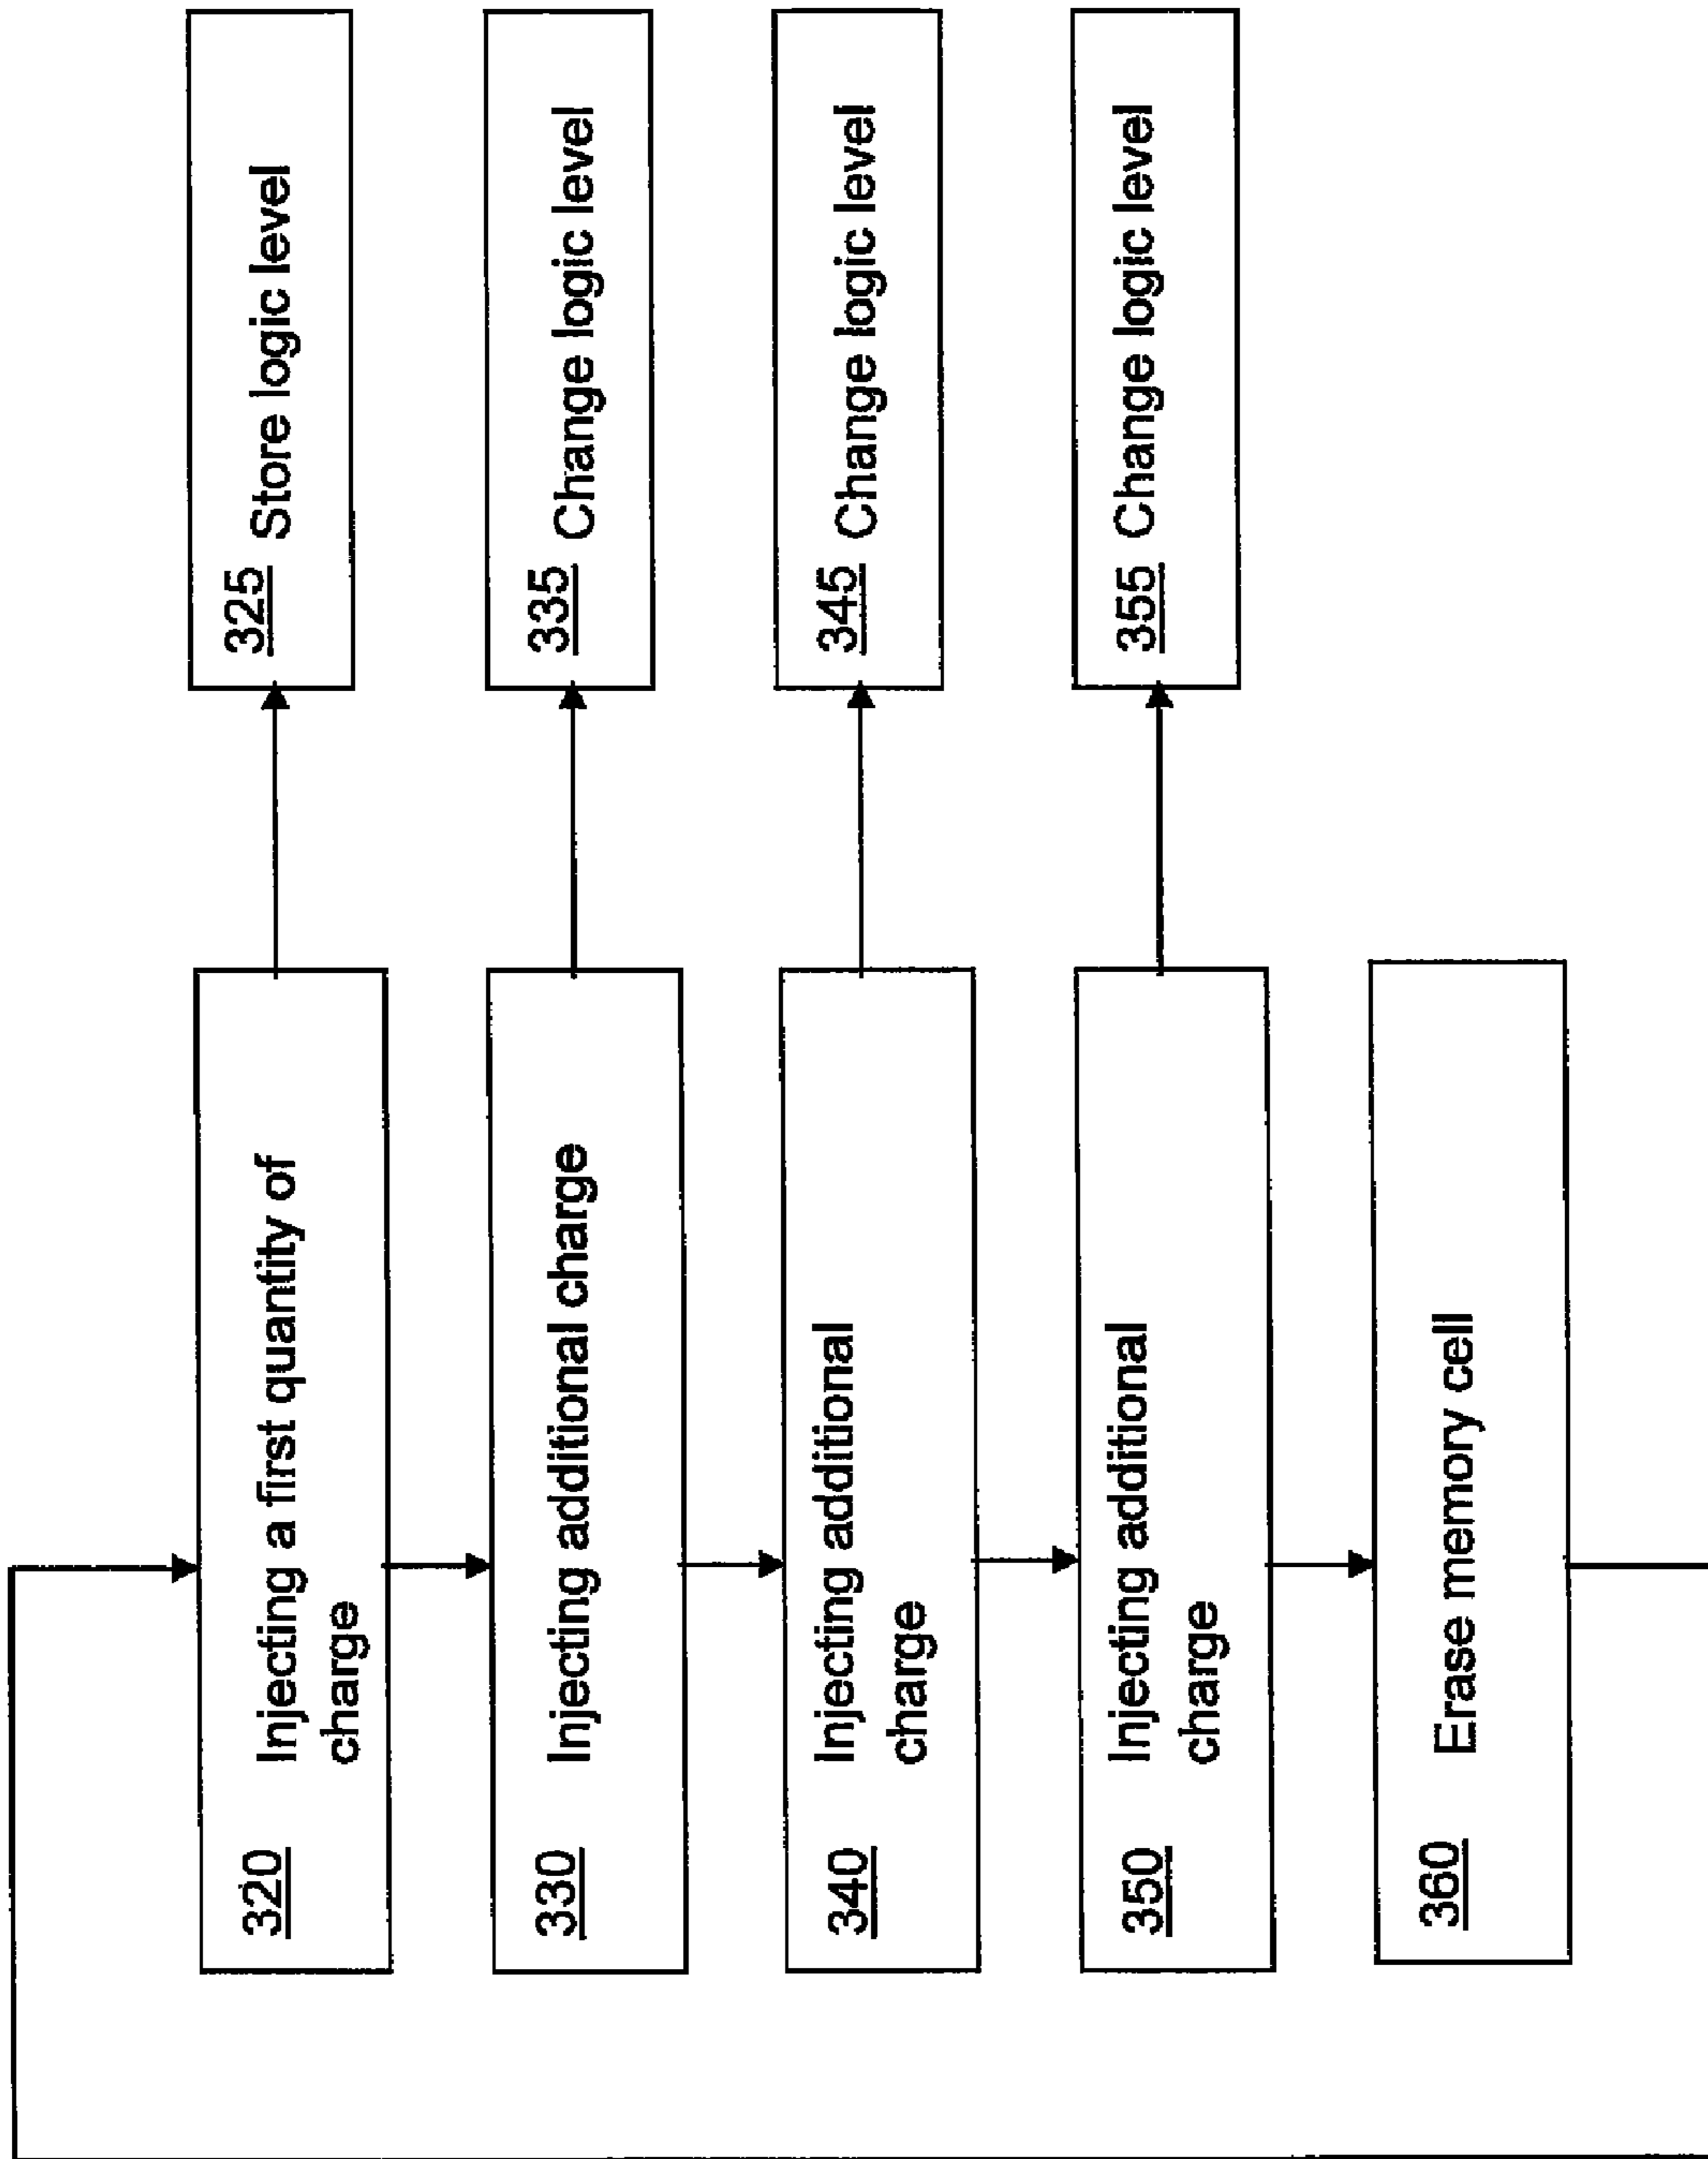 320 Injecting a first quantity of
charge
325 Store logic level
330 Injecting additional charge
335 Change logic level
340 Injecting additional
charge
345 Change logic level
350 Injecting additional
charge
355 Change logic level
360 Erase memory cell